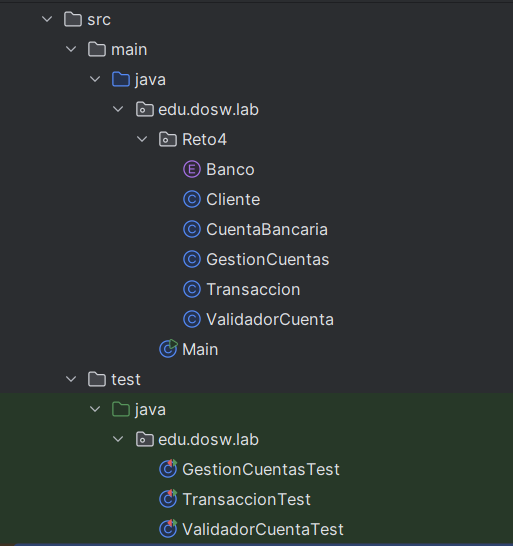 src
main
java
edu.dosw.lab
Reto4
E Banco
C Cliente
C CuentaBancaria
C GestionCuentas
C Transaccion
C ValidadorCuenta
C Main
test
java
edu.dosw.lab
C GestionCuentasTest
C TransaccionTest
C ValidadorCuentaTest